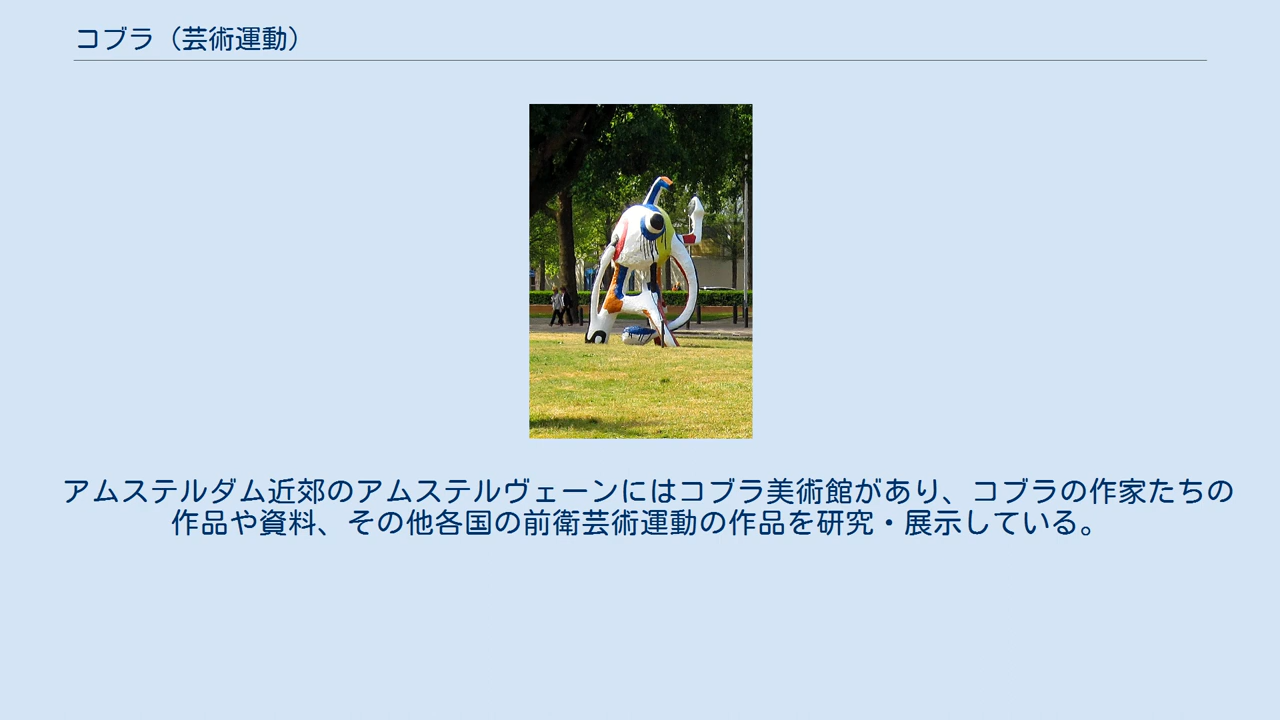 コブラ（芸術運動）
アムステルダム近郊のアムステルヴェーンにはコブラ美術館があり、コブラの作家たちの
作品や資料、その他各国の前衛芸術運動の作品を研究・展示している。